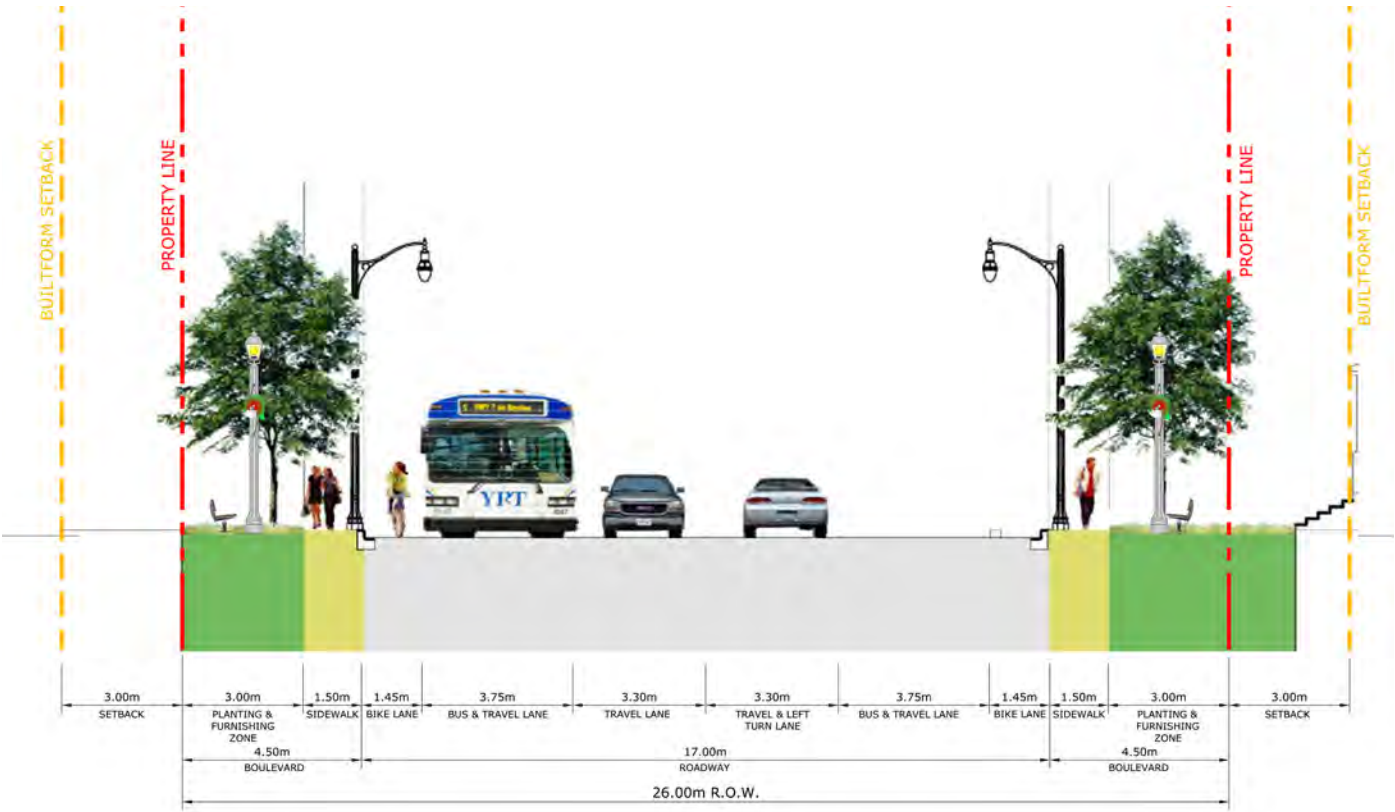 BUILTFORM SETBACK
PROPERTY LINE
PROPERTY LINE
BUILTFORM SETBACK
YRT
3.00m
SETBACK
3.00m
PLANTING &
FURNISHING
ZONE
1.50m
SIDEWALK
1.45m
BIKE LANE
3.75m
BUS & TRAVEL LANE
3.30m
TRAVEL LANE
3.30m
TRAVEL & LEFT
TURN LANE
3.75m
BUS & TRAVEL LANE
1.45m
BIKE LANE
1.50m
SIDEWALK
3.00m
PLANTING &
FURNISHING
ZONE
3.00m
SETBACK
4.50m
BOULEVARD
17.00m
ROADWAY
4.50m
BOULEVARD
26.00m R.O.W.